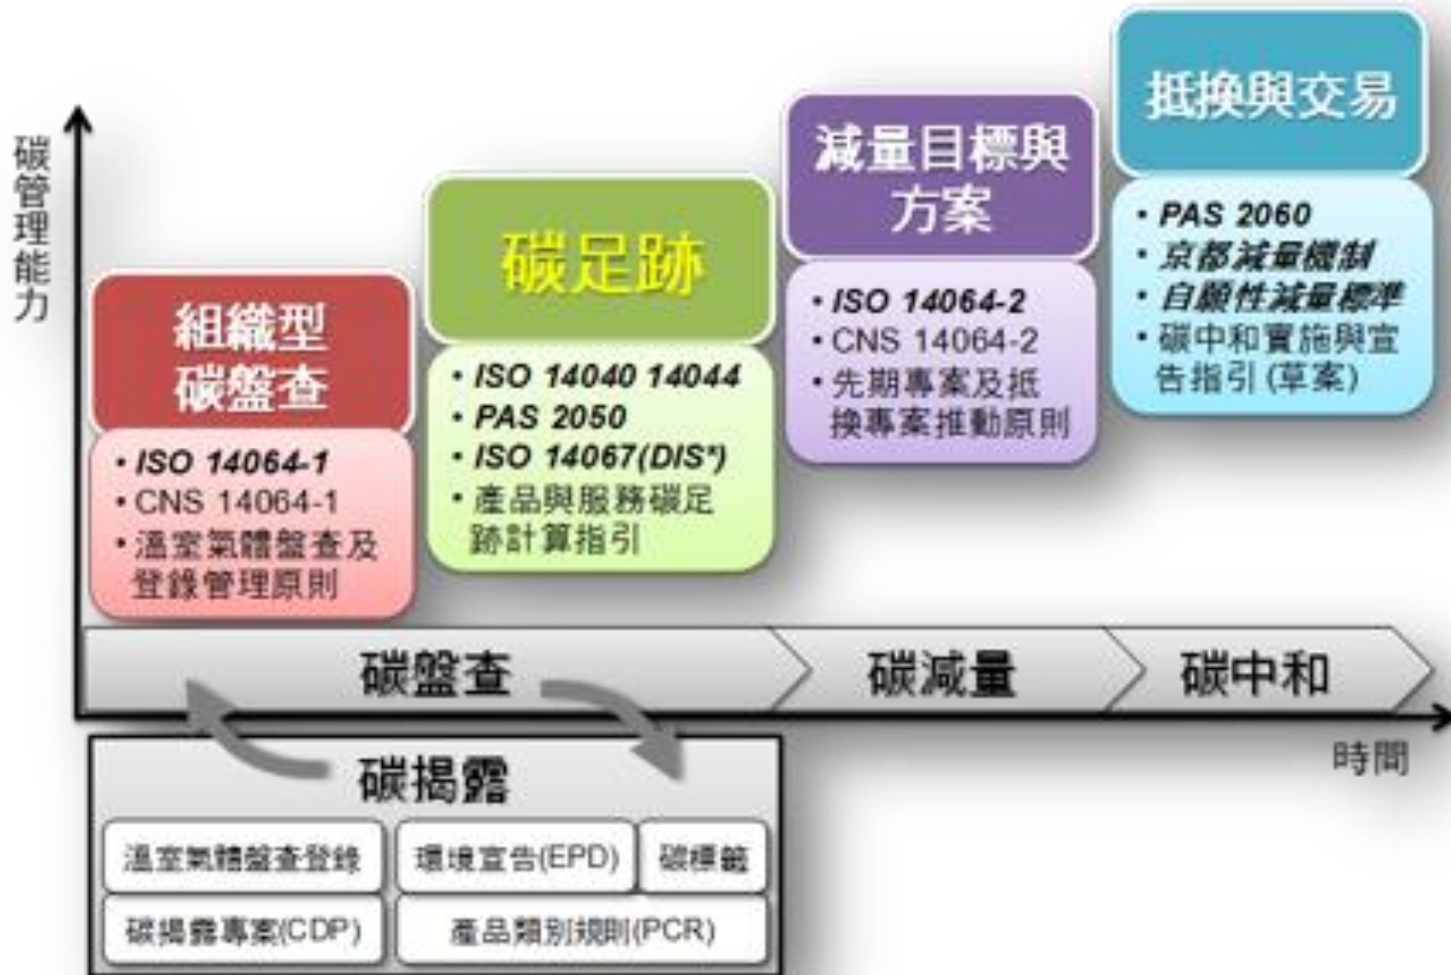 碳管理能力
組織型
碳盤查
• ISO 14064-1
• CNS 14064-1
• 溫室氣體盤查及
登錄管理原則
碳足跡
• ISO 14040 14044
• PAS 2050
• ISO 14067(DIS*)
• 產品與服務碳足
跡計算指引
減量目標與
方案
• ISO 14064-2
• CNS 14064-2
• 先期專案及抵
換專案推動原則
抵換與交易
• PAS 2060
• 京都減量機制
• 自願性減量標準
• 碳中和實施與宣
告指引(草案)
碳盤查
碳減量
碳中和
時間
碳揭露
溫室氣體盤查登錄
環境宣告(EPD)
碳標籤
碳揭露專案(CDP)
產品類別規則(PCR)